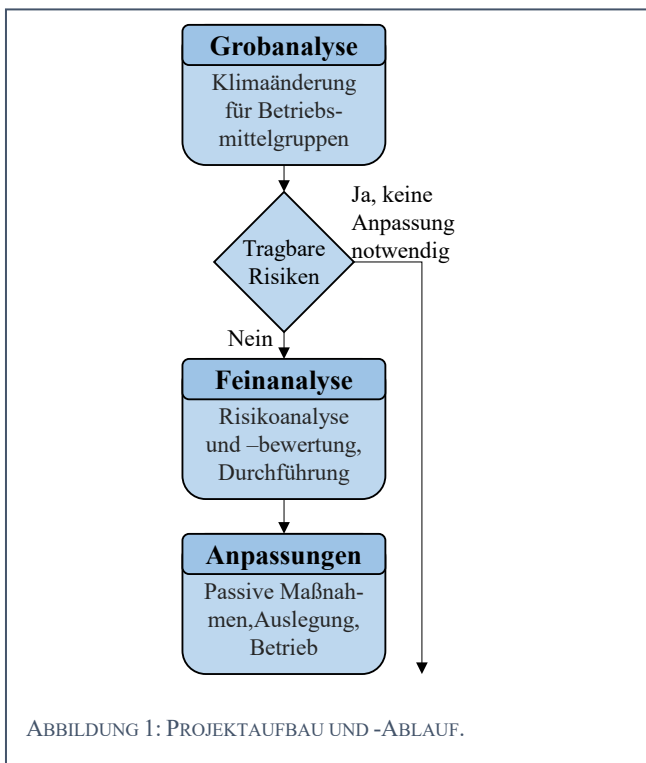 Grobanalyse
Klimaänderung
für Betriebs-
mittelgruppen
Ja, keine
Anpassung
notwendig
Tragbare
Risiken
Nein
Feinanalyse
Risikoanalyse
und –bewertung,
Durchführung
Anpassungen
Passive Maßnah-
men,Auslegung,
Betrieb
ABBILDUNG 1: PROJEKTAUFBAU UND -ABLAUF.